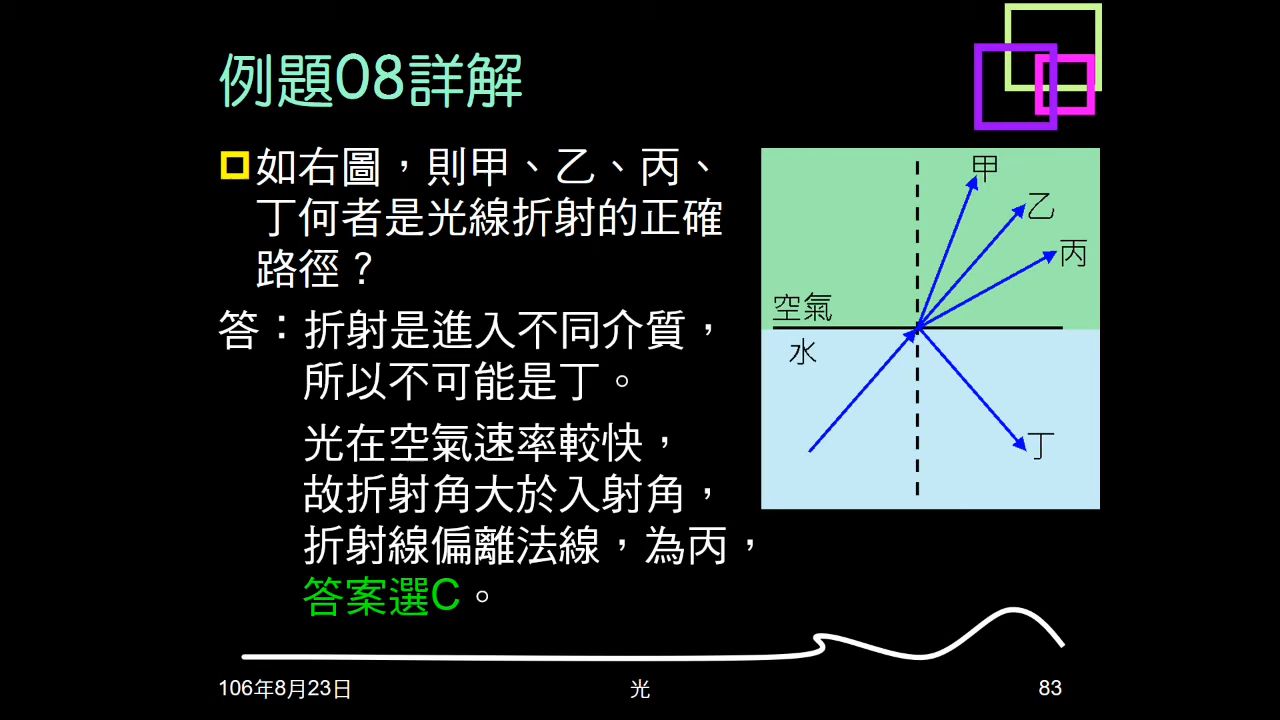 例題08詳解
如右圖，則甲、乙、丙、
丁何者是光線折射的正確
路徑？
答：折射是進入不同介質，
所以不可能是丁。
光在空氣速率較快，
故折射角大於入射角，
折射線偏離法線，為丙，
答案選C。
甲
乙
丙
空氣
水
丁
106年8月23日
光
83